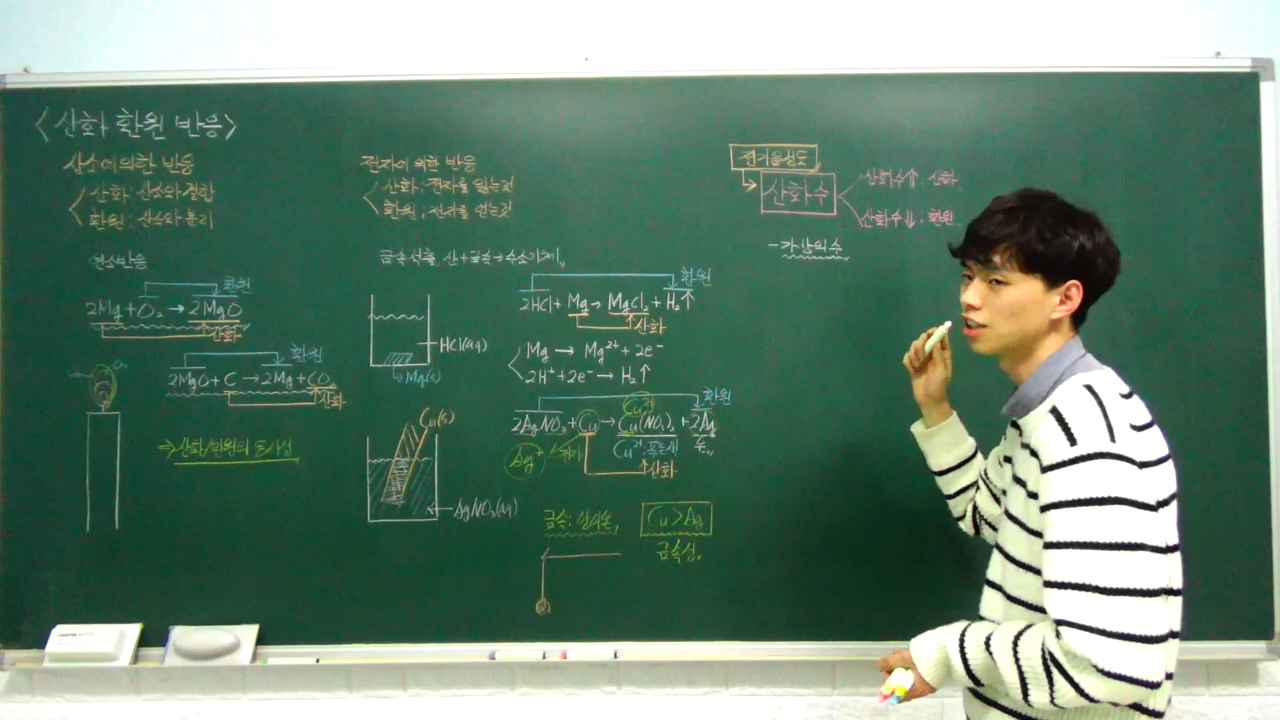 <산화 환원 반응>
산소에 의한 반응
산화 : 산소와 결합
환원 : 산소와 분리
연소반응
환원
2Mg + O₂ → 2MgO
산화
환원
2MgO + C → 2Mg + CO₂
산화
O₂
⇒ 산화/환원의 동시성
전자에 의한 반응
산화 : 전자를 잃는 것
환원 : 전자를 얻는 것
금속석출, 산+금속→수소기체
HCl(aq)
Mg(s)
Cu(s)
AgNO₃(aq)
환원
2HCl + Mg → MgCl₂ + H₂↑
산화
Mg → Mg²⁺ + 2e⁻
2H⁺ + 2e⁻ → H₂↑
환원
Cu²⁺
2AgNO₃ + Cu → Cu(NO₃)₂ + 2Ag
Ag⁺
Cu²⁺ : 푸른색
산화
금속 :
Cu > Ag
금속성
전기음성도
산화수
산화수↑ : 산화
산화수↓ : 환원
- 가상의 수